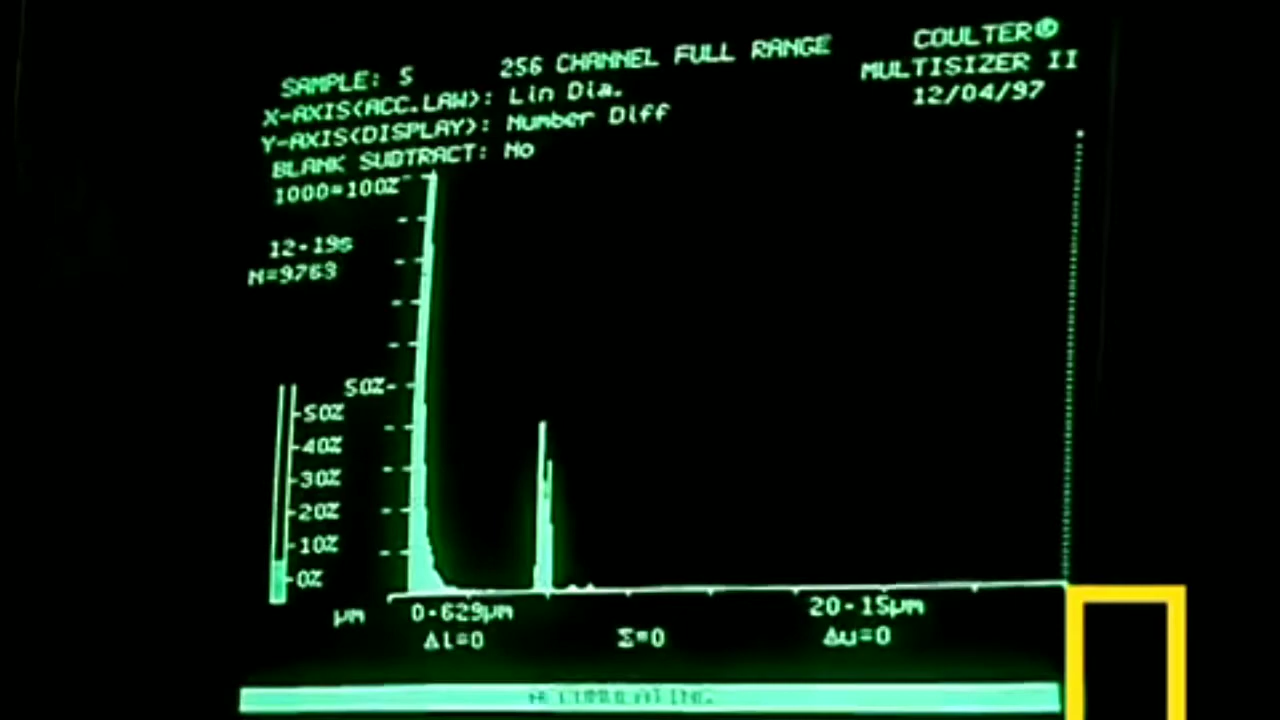 SAMPLE: S 256 CHANNEL FULL RANGE COULTER®
X-AXIS(ACC.LAW): Lin Dia. MULTISIZER II
Y-AXIS(DISPLAY): Number Diff 12/04/97
BLANK SUBTRACT: No
1000=100%
12-19s
N=9763
50%
50%
40%
30%
20%
10%
0%
µm 0-629µm 20-15µm
Δl=0 Σ=0 Δu=0